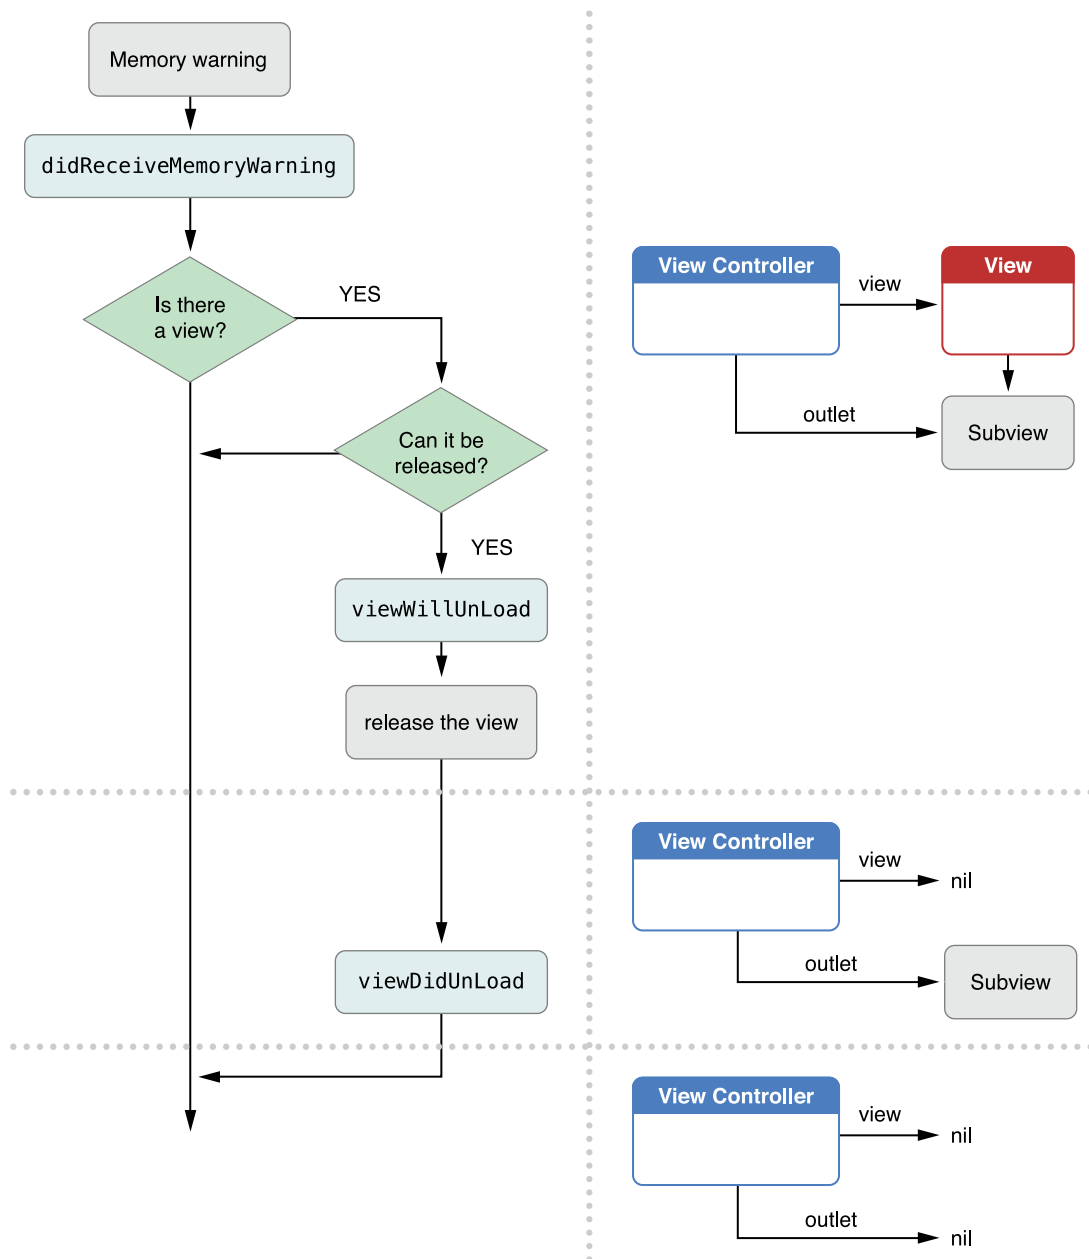 Memory warning
didReceiveMemoryWarning
Is there
a view?
YES
Can it be
released?
YES
viewWillUnLoad
release the view
viewDidUnLoad
View Controller
view
View
outlet
Subview
View Controller
view
nil
outlet
Subview
View Controller
view
nil
outlet
nil